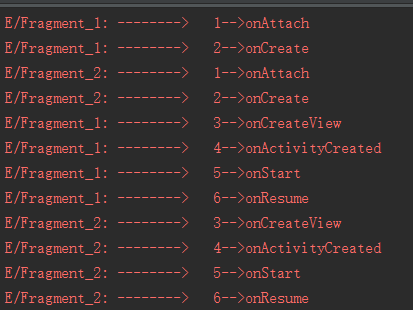 E/Fragment_1: --------> 1-->onAttach
E/Fragment_1: --------> 2-->onCreate
E/Fragment_2: --------> 1-->onAttach
E/Fragment_2: --------> 2-->onCreate
E/Fragment_1: --------> 3-->onCreateView
E/Fragment_1: --------> 4-->onActivityCreated
E/Fragment_1: --------> 5-->onStart
E/Fragment_1: --------> 6-->onResume
E/Fragment_2: --------> 3-->onCreateView
E/Fragment_2: --------> 4-->onActivityCreated
E/Fragment_2: --------> 5-->onStart
E/Fragment_2: --------> 6-->onResume